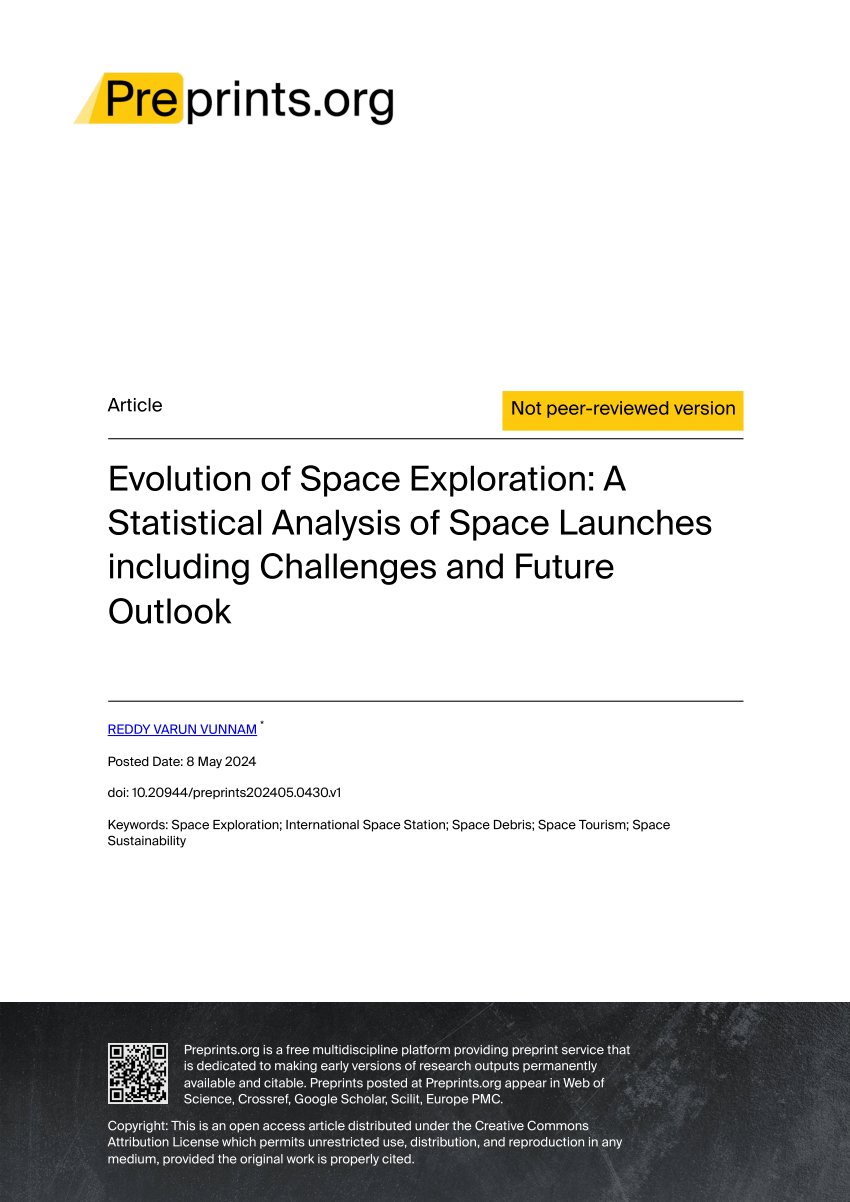 Preprints.org
Article
Not peer-reviewed version
Evolution of Space Exploration: A
Statistical Analysis of Space Launches
including Challenges and Future
Outlook
REDDY VARUN VUNNAM *
Posted Date: 8 May 2024
doi: 10.20944/preprints202405.0430.v1
Keywords: Space Exploration; International Space Station; Space Debris; Space Tourism; Space
Sustainability
Preprints.org is a free multidiscipline platform providing preprint service that
is dedicated to making early versions of research outputs permanently
available and citable. Preprints posted at Preprints.org appear in Web of
Science, Crossref, Google Scholar, Scilit, Europe PMC.
Copyright: This is an open access article distributed under the Creative Commons
Attribution License which permits unrestricted use, distribution, and reproduction in any
medium, provided the original work is properly cited.